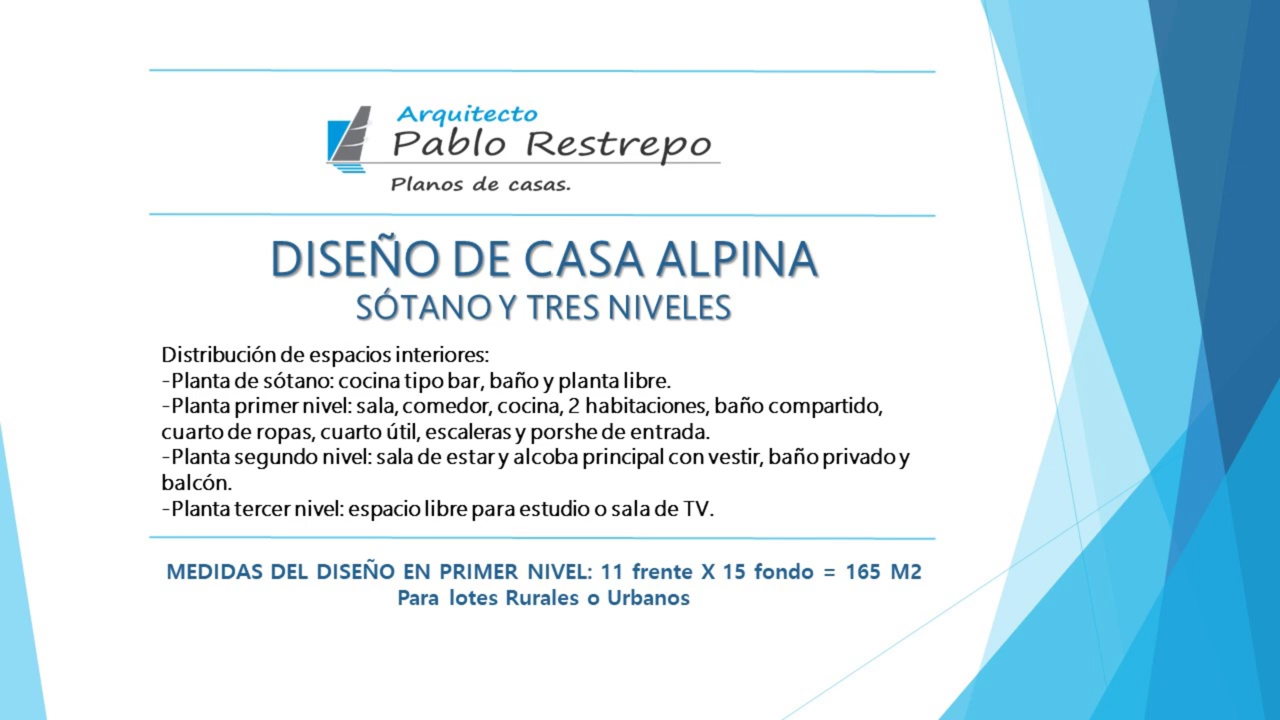 Arquitecto
Pablo Restrepo
Planos de casas.
DISEÑO DE CASA ALPINA
SÓTANO Y TRES NIVELES
Distribución de espacios interiores:
-Planta de sótano: cocina tipo bar, baño y planta libre.
-Planta primer nivel: sala, comedor, cocina, 2 habitaciones, baño compartido,
cuarto de ropas, cuarto útil, escaleras y porshe de entrada.
-Planta segundo nivel: sala de estar y alcoba principal con vestir, baño privado y
balcón.
-Planta tercer nivel: espacio libre para estudio o sala de TV.
MEDIDAS DEL DISEÑO EN PRIMER NIVEL: 11 frente X 15 fondo = 165 M2
Para lotes Rurales o Urbanos